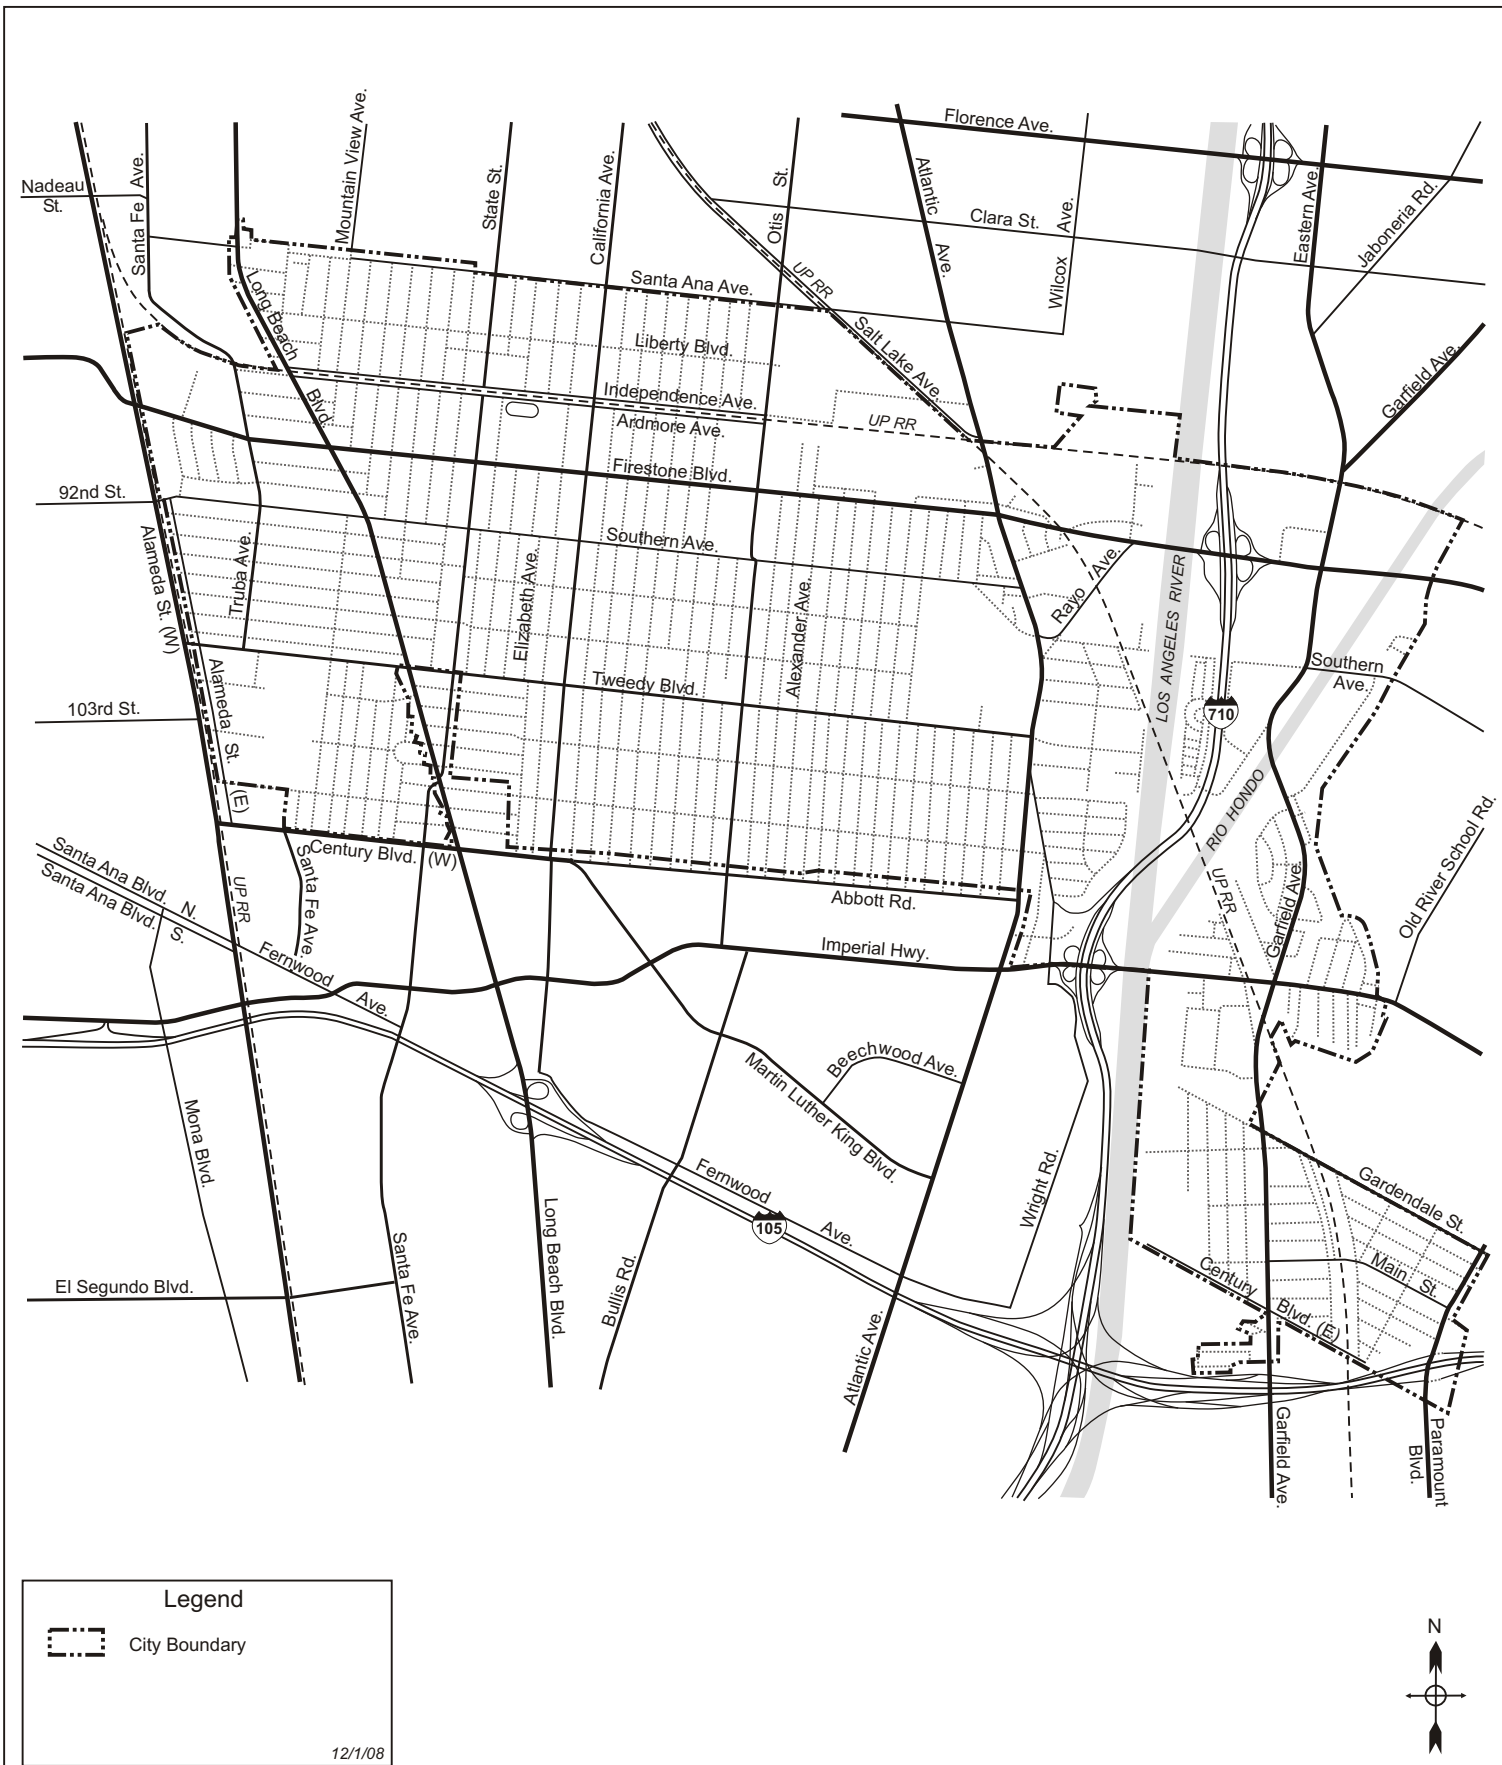 Florence Ave.
Nadeau
St.
Santa Fe Ave.
Mountain View Ave.
State St.
California Ave.
Otis St.
Atlantic Ave.
Clara St.
Wilcox Ave.
Eastern Ave.
Jaboneria Rd.
Long Beach Blvd.
Santa Ana Ave.
UP RR
Salt Lake Ave.
Liberty Blvd.
Independence Ave.
Ardmore Ave.
UP RR
Garfield Ave.
Firestone Blvd.
92nd St.
Alameda St. (W)
Truba Ave.
Southern Ave.
Elizabeth Ave.
Alexander Ave.
Rayo Ave.
LOS ANGELES RIVER
Southern
Ave.
Tweedy Blvd.
103rd St.
Alameda St. (E)
710
RIO HONDO
Old River School Rd.
Santa Ana Blvd. N.
Santa Ana Blvd. S.
UP RR
Century Blvd. (W)
Santa Fe Ave
Abbott Rd.
UP RR
Garfield Ave.
Imperial Hwy.
Fernwood Ave.
Beechwood Ave.
Martin Luther King Blvd.
Mona Blvd.
Fernwood Ave.
105
Wright Rd.
Gardendale St.
Main St.
Century Blvd. (E)
El Segundo Blvd.
Santa Fe Ave.
Long Beach Blvd.
Bullis Rd.
Atlantic Ave.
Garfield Ave.
Paramount
Blvd.
Legend
City Boundary
12/1/08
N